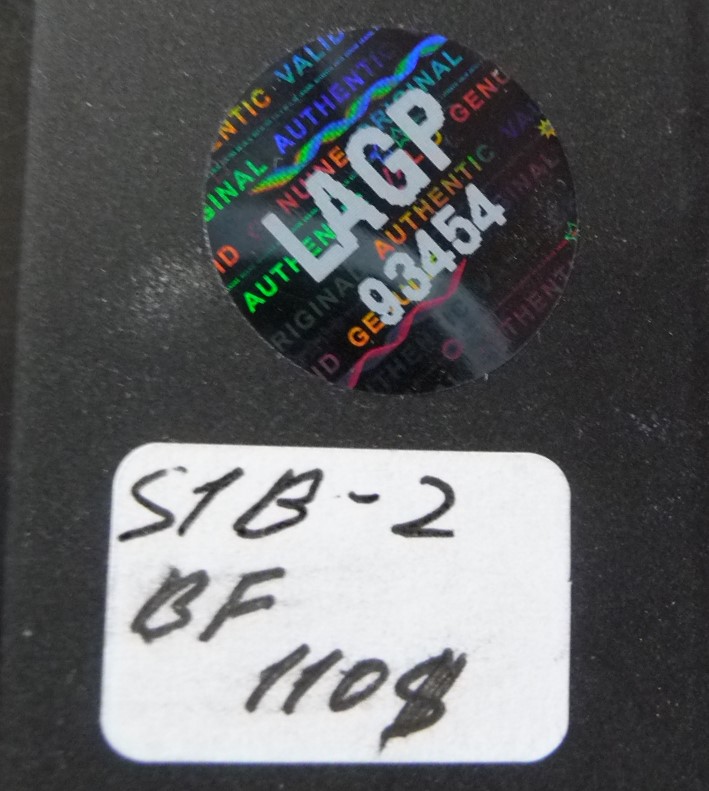 LAGP
93454
S1B-2
BF
110$